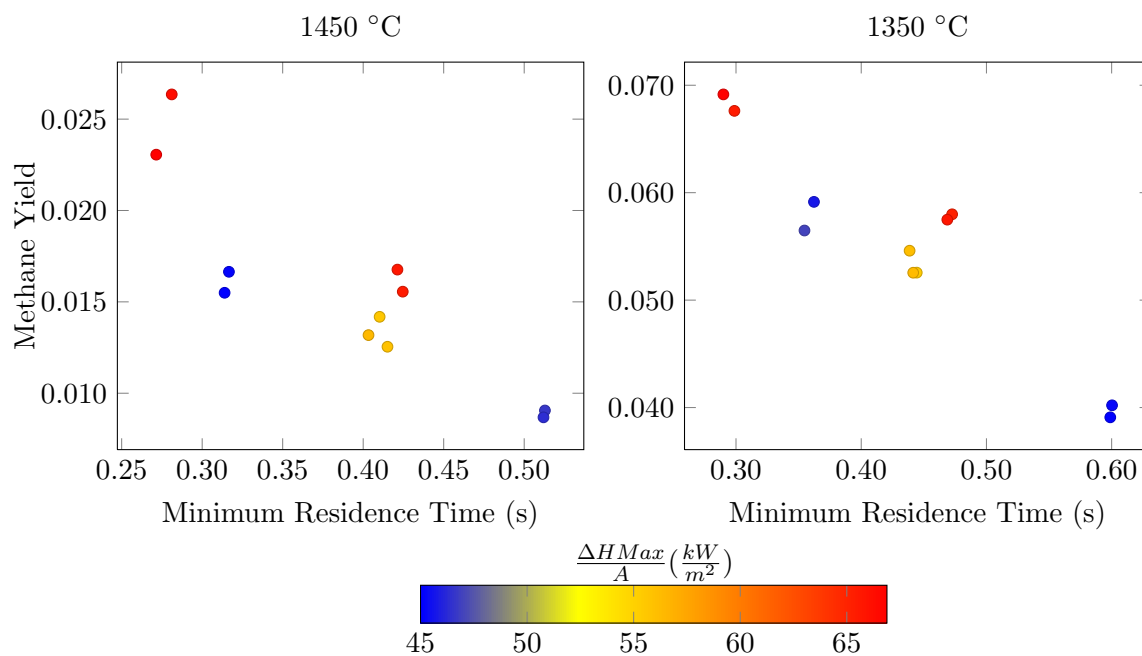 1450 °C
1350 °C
Methane Yield
0.025
0.020
0.015
0.010
0.25 0.30 0.35 0.40 0.45 0.50
Minimum Residence Time (s)
0.070
0.060
0.050
0.040
0.30 0.40 0.50 0.60
Minimum Residence Time (s)
ΔHMax/A (kW/m²)
45 50 55 60 65